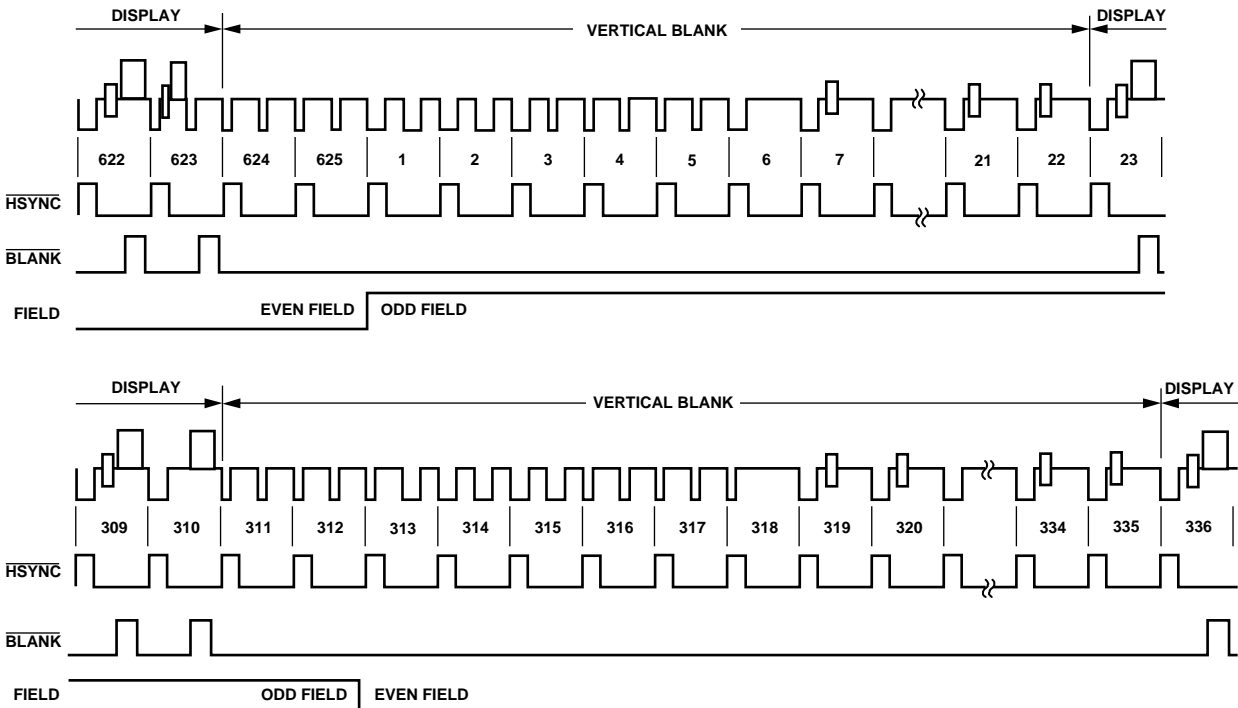 DISPLAY VERTICAL BLANK DISPLAY
622 623 624 625 1 2 3 4 5 6 7 21 22 23
HSYNC
BLANK
FIELD EVEN FIELD ODD FIELD
DISPLAY VERTICAL BLANK DISPLAY
309 310 311 312 313 314 315 316 317 318 319 320 334 335 336
HSYNC
BLANK
FIELD ODD FIELD EVEN FIELD